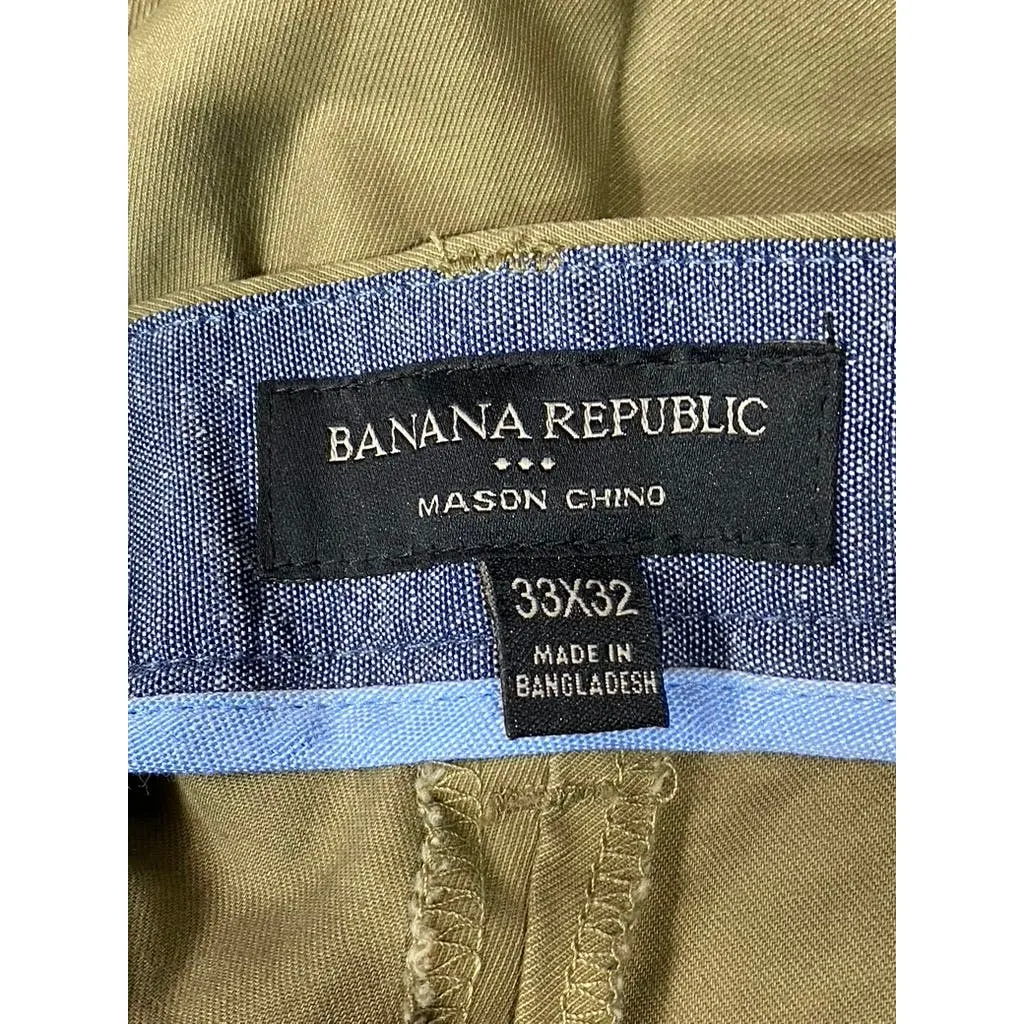 BANANA REPUBLIC
MASON CHINO
33X32
MADE IN
BANGLADESH